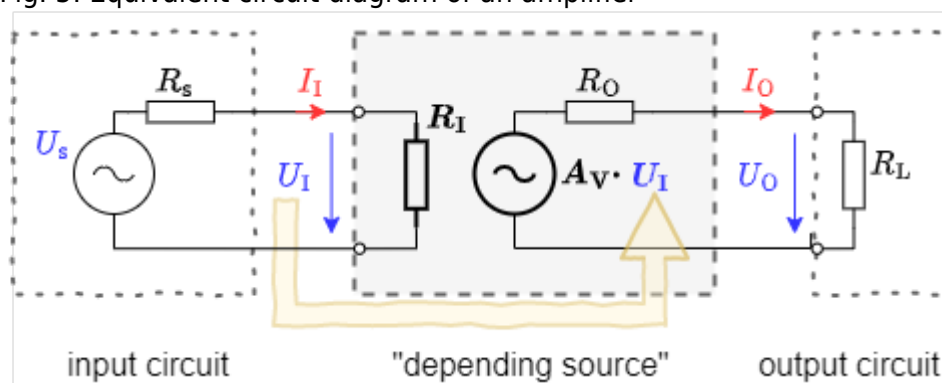 Fig. 3: Equivalent circuit diagram of an amplifier
R_s I_I R_O I_O
U_s U_I R_I A_V · U_I U_O R_L
input circuit "depending source" output circuit